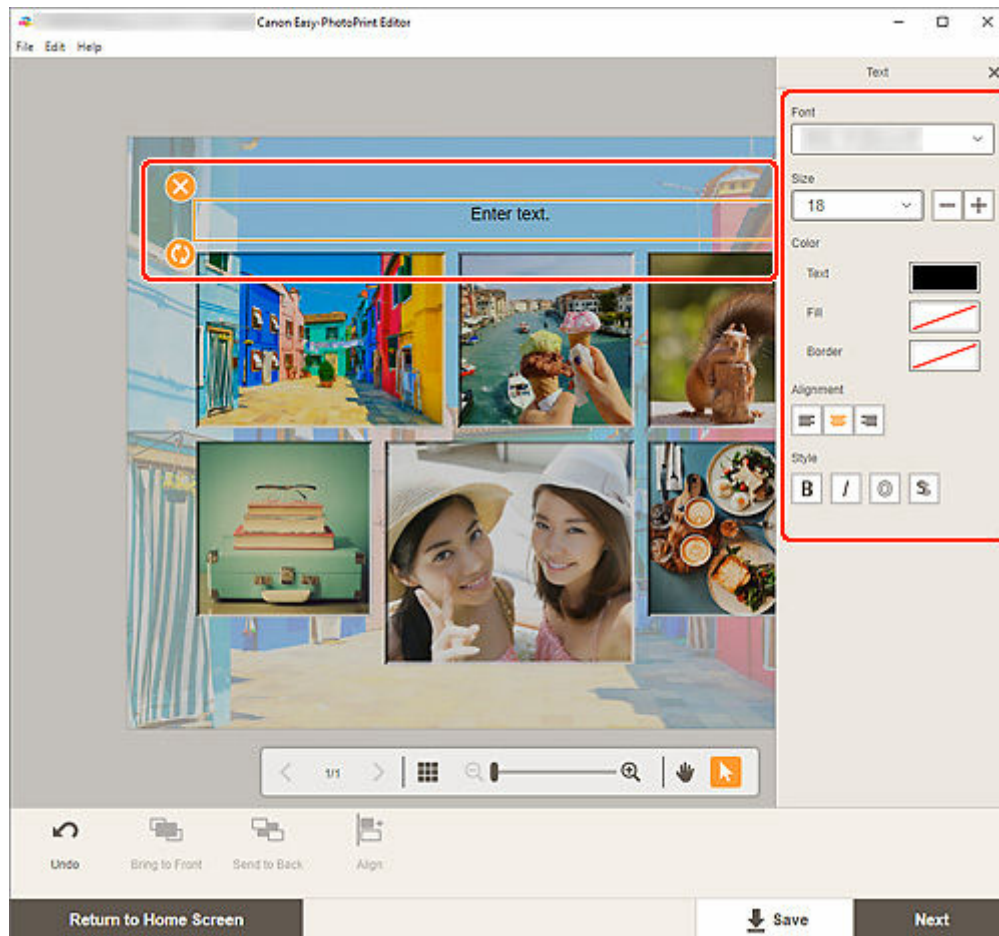 Canon Easy-PhotoPrint Editor
File Edit Help
Text
Font
Enter text.
Size
18
Color
Text
Fill
Border
Alignment
Style
B I O S
1/1
Undo
Bring to Front
Send to Back
Align
Return to Home Screen
Save
Next